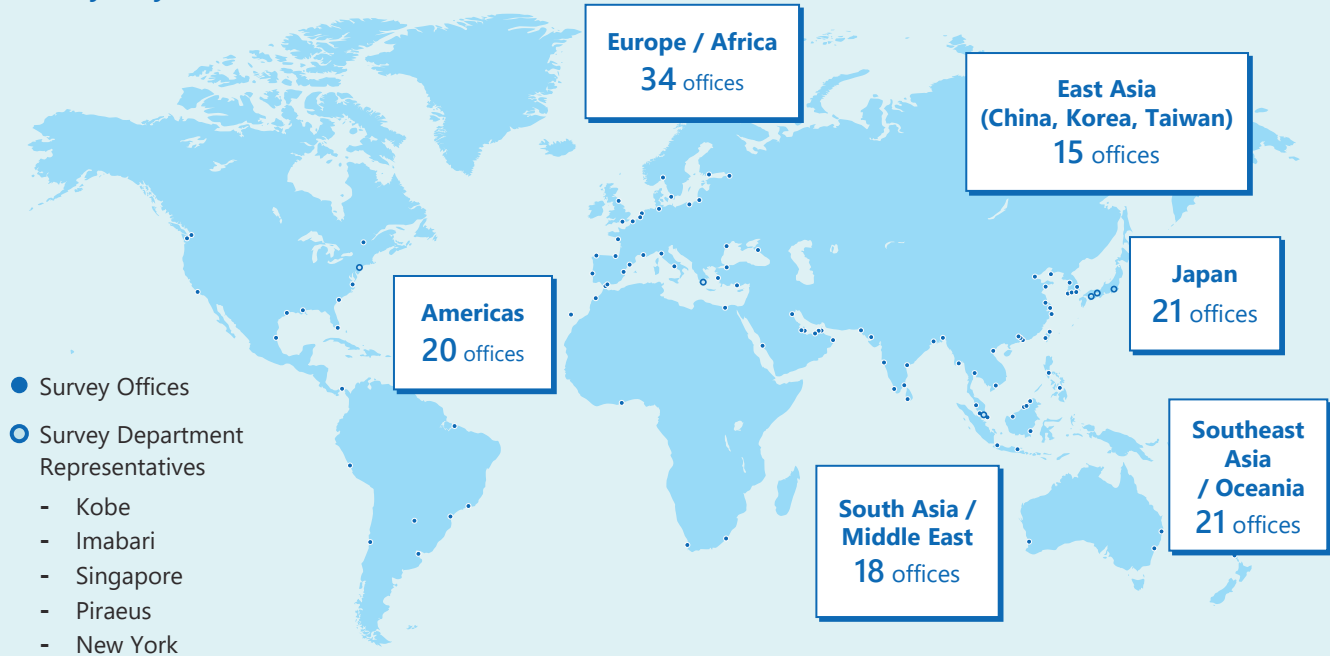 Europe / Africa
34 offices
East Asia
(China, Korea, Taiwan)
15 offices
Japan
21 offices
Americas
20 offices
Survey Offices
Survey Department
Representatives
- Kobe
- Imabari
- Singapore
- Piraeus
- New York
South Asia /
Middle East
18 offices
Southeast
Asia
/ Oceania
21 offices